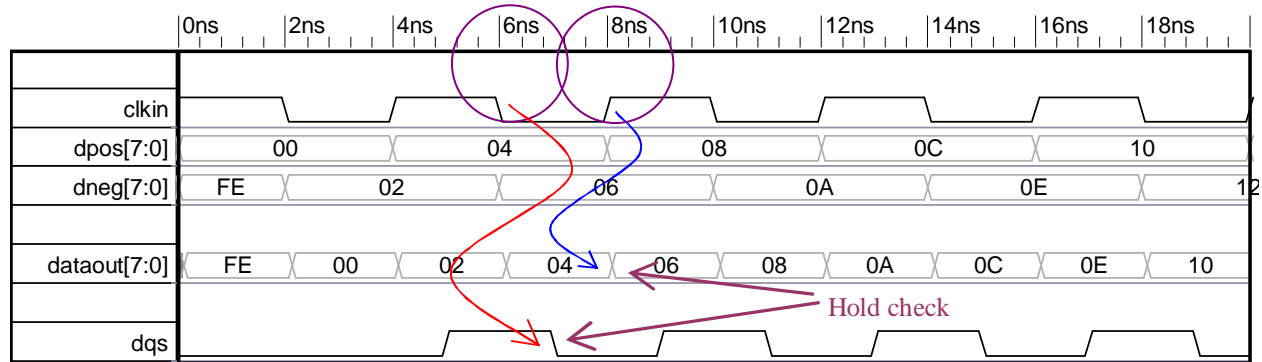 0ns 2ns 4ns 6ns 8ns 10ns 12ns 14ns 16ns 18ns
clkin
dpos[7:0] 00 04 08 0C 10
dneg[7:0] FE 02 06 0A 0E 12
dataout[7:0] FE 00 02 04 06 08 0A 0C 0E 10
Hold check
dqs